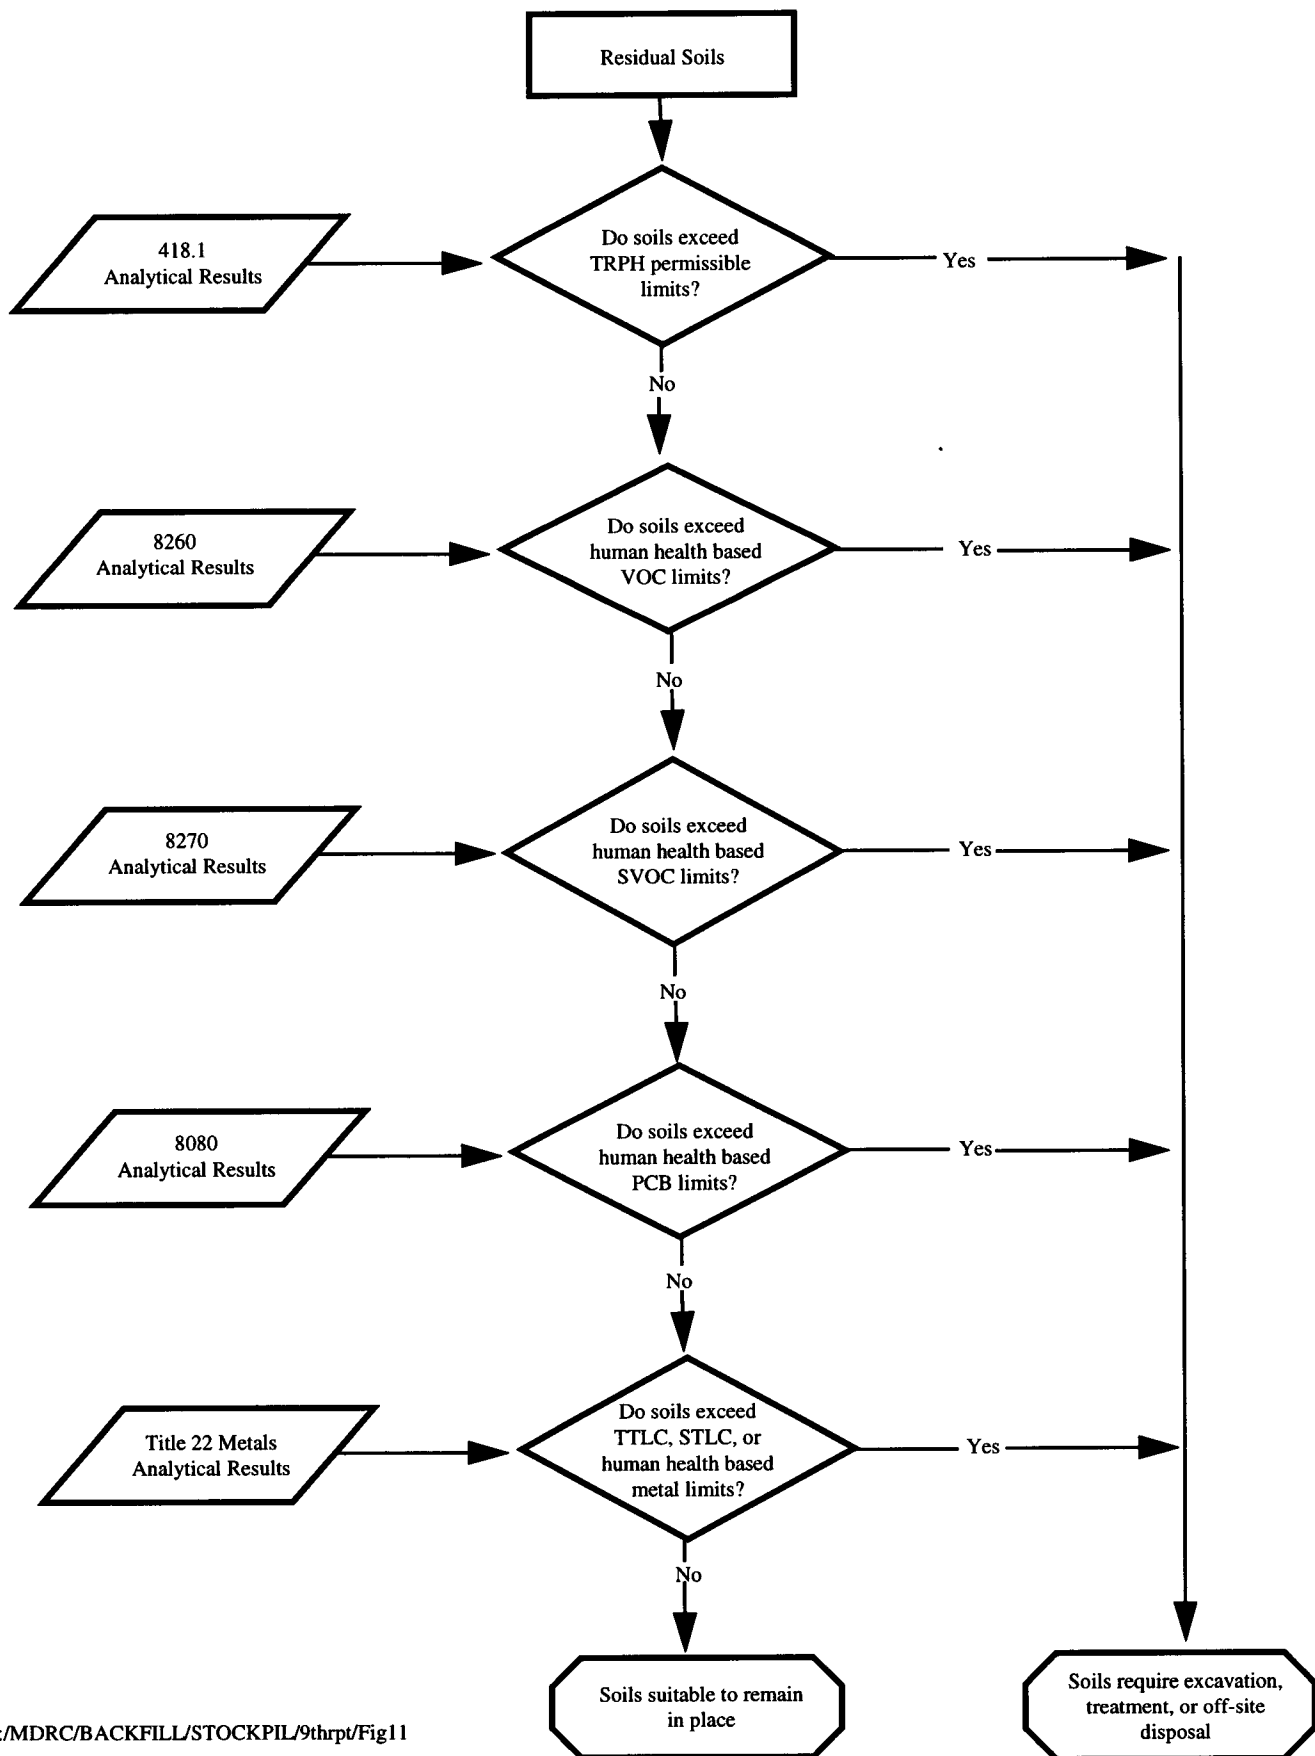 Residual Soils
418.1
Analytical Results
Do soils exceed
TRPH permissible
limits?
Yes
No
8260
Analytical Results
Do soils exceed
human health based
VOC limits?
Yes
No
8270
Analytical Results
Do soils exceed
human health based
SVOC limits?
Yes
No
8080
Analytical Results
Do soils exceed
human health based
PCB limits?
Yes
No
Title 22 Metals
Analytical Results
Do soils exceed
TTLC, STLC, or
human health based
metal limits?
Yes
No
Soils suitable to remain
in place
Soils require excavation,
treatment, or off-site
disposal
:/MDRC/BACKFILL/STOCKPIL/9thrpt/Fig11